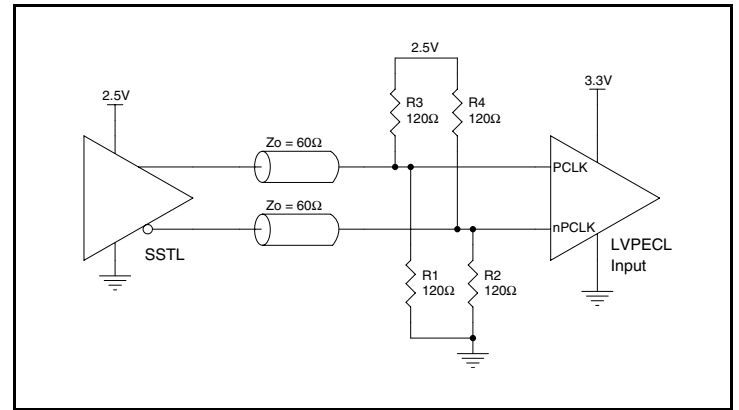 2.5V
3.3V
2.5V
R3
120Ω
R4
120Ω
Zo = 60Ω
PCLK
Zo = 60Ω
nPCLK
SSTL
LVPECL
Input
R1
120Ω
R2
120Ω